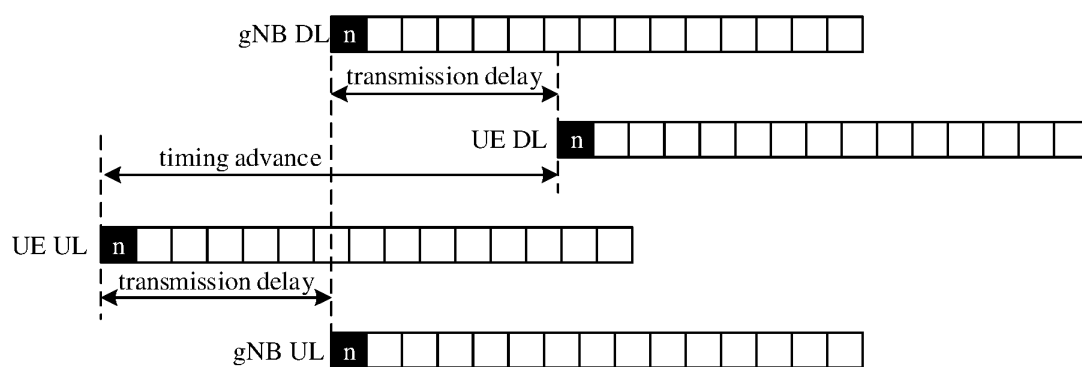 gNB DL n
transmission delay
UE DL n
timing advance
UE UL n
transmission delay
gNB UL n